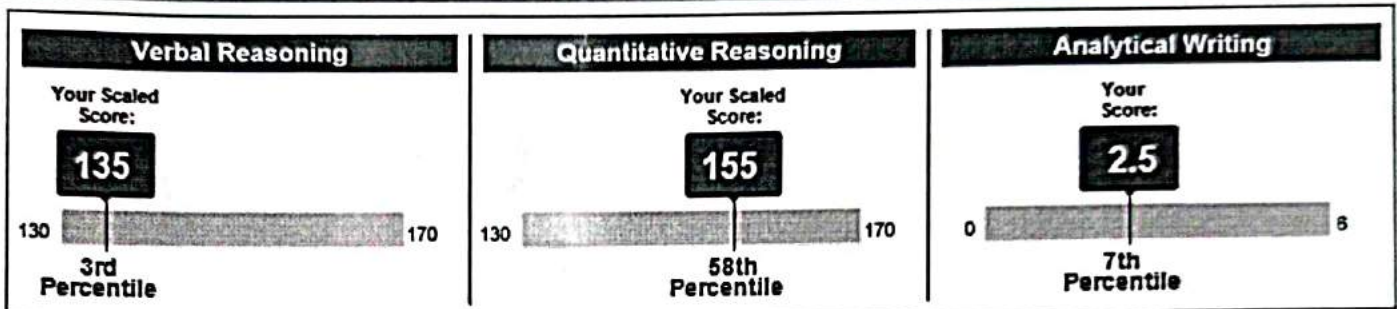 Verbal Reasoning
Your Scaled
Score:
135
130
170
3rd
Percentile
Quantitative Reasoning
Your Scaled
Score:
155
130
170
58th
Percentile
Analytical Writing
Your
Score:
2.5
0
6
7th
Percentile